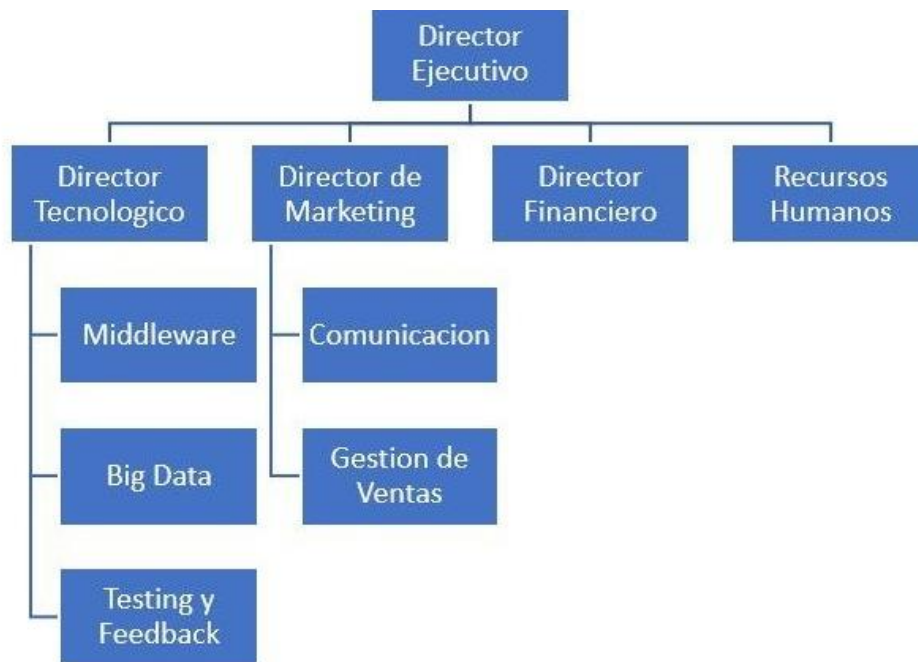 Director
Ejecutivo
Director
Tecnologico
Director de
Marketing
Director
Financiero
Recursos
Humanos
Middleware
Comunicacion
Big Data
Gestion de
Ventas
Testing y
Feedback